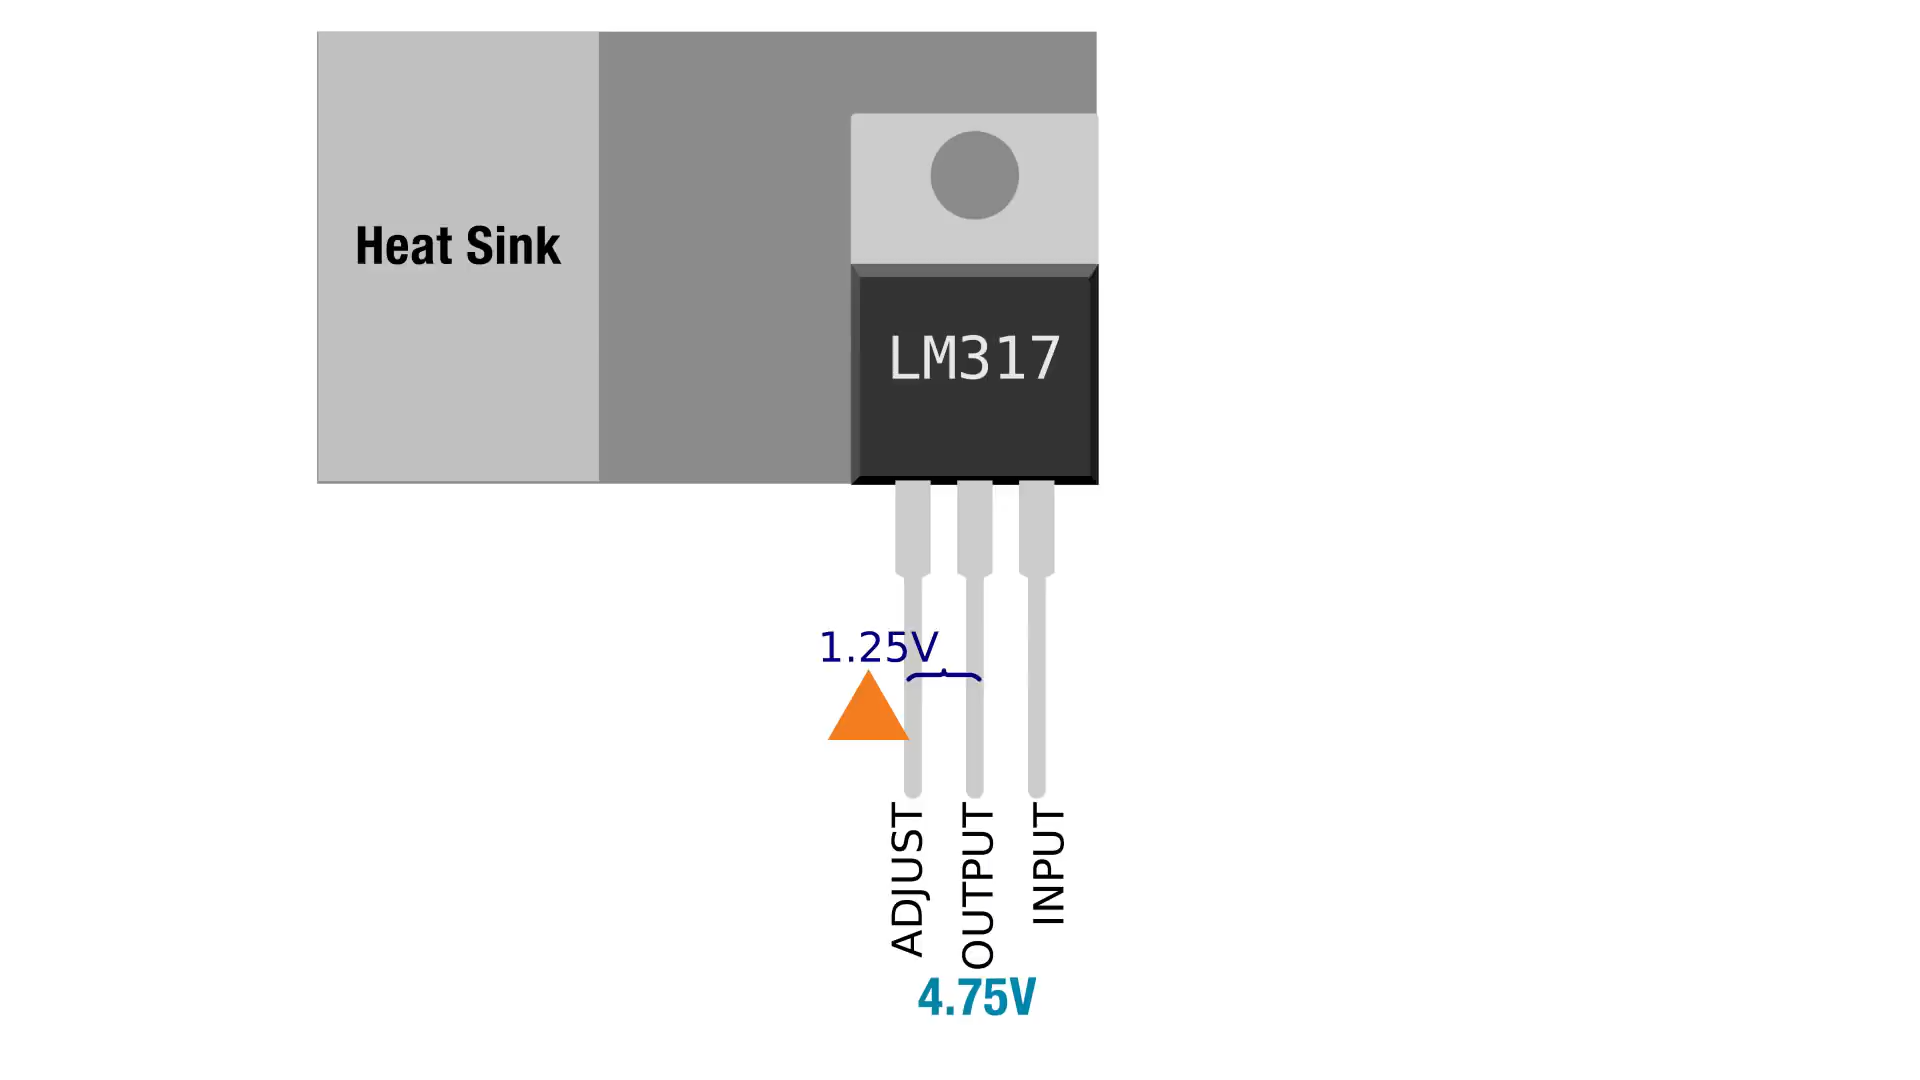 Heat Sink
LM317
1.25V
ADJUST
OUTPUT
INPUT
4.75V